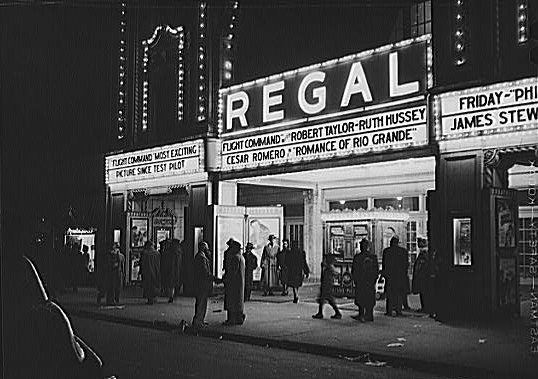 REGAL
FLIGHT COMMAND"-"ROBERT TAYLOR-RUTH HUSSEY
CESAR ROMERO-"ROMANCE OF RIO GRANDE"
FLIGHT COMMAND 'MOST EXCITING
PICTURE SINCE TEST PILOT
FRIDAY-"PHI
JAMES STEW